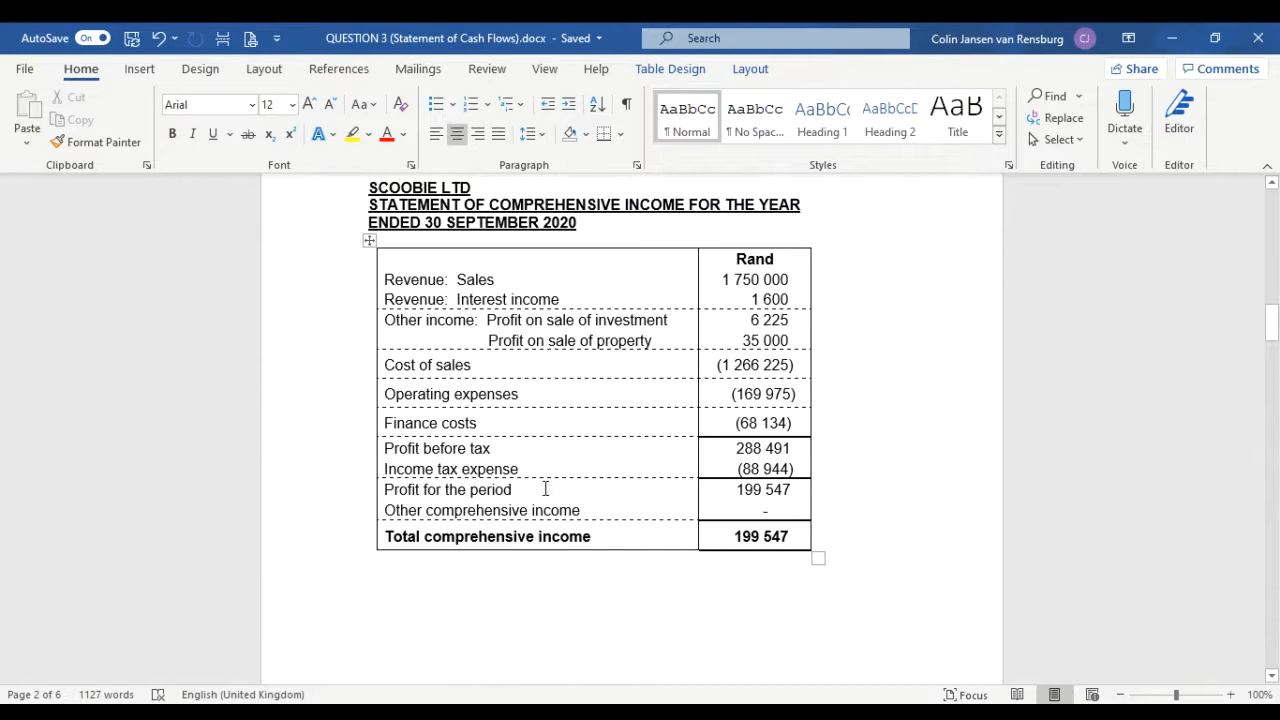 AutoSave On QUESTION 3 (Statement of Cash Flows).docx - Saved Search Colin Jansen van Rensburg CJ
File Home Insert Design Layout References Mailings Review View Help Table Design Layout Share Comments
Paste Cut Copy Format Painter
Arial 12 Aa
B I U ab x₂ x² A A
AaBbCc ¶ Normal AaBbCc ¶ No Spac... AaBbC( Heading 1 AaBbCcD Heading 2 AaB Title
Find Replace Select Dictate Editor
Clipboard Font Paragraph Styles Editing Voice Editor
SCOOBIE LTD
STATEMENT OF COMPREHENSIVE INCOME FOR THE YEAR
ENDED 30 SEPTEMBER 2020
Rand
Revenue: Sales 1 750 000
Revenue: Interest income 1 600
Other income: Profit on sale of investment 6 225
Profit on sale of property 35 000
Cost of sales (1 266 225)
Operating expenses (169 975)
Finance costs (68 134)
Profit before tax 288 491
Income tax expense (88 944)
Profit for the period 199 547
Other comprehensive income -
Total comprehensive income 199 547
Page 2 of 6 1127 words English (United Kingdom) Focus 100%